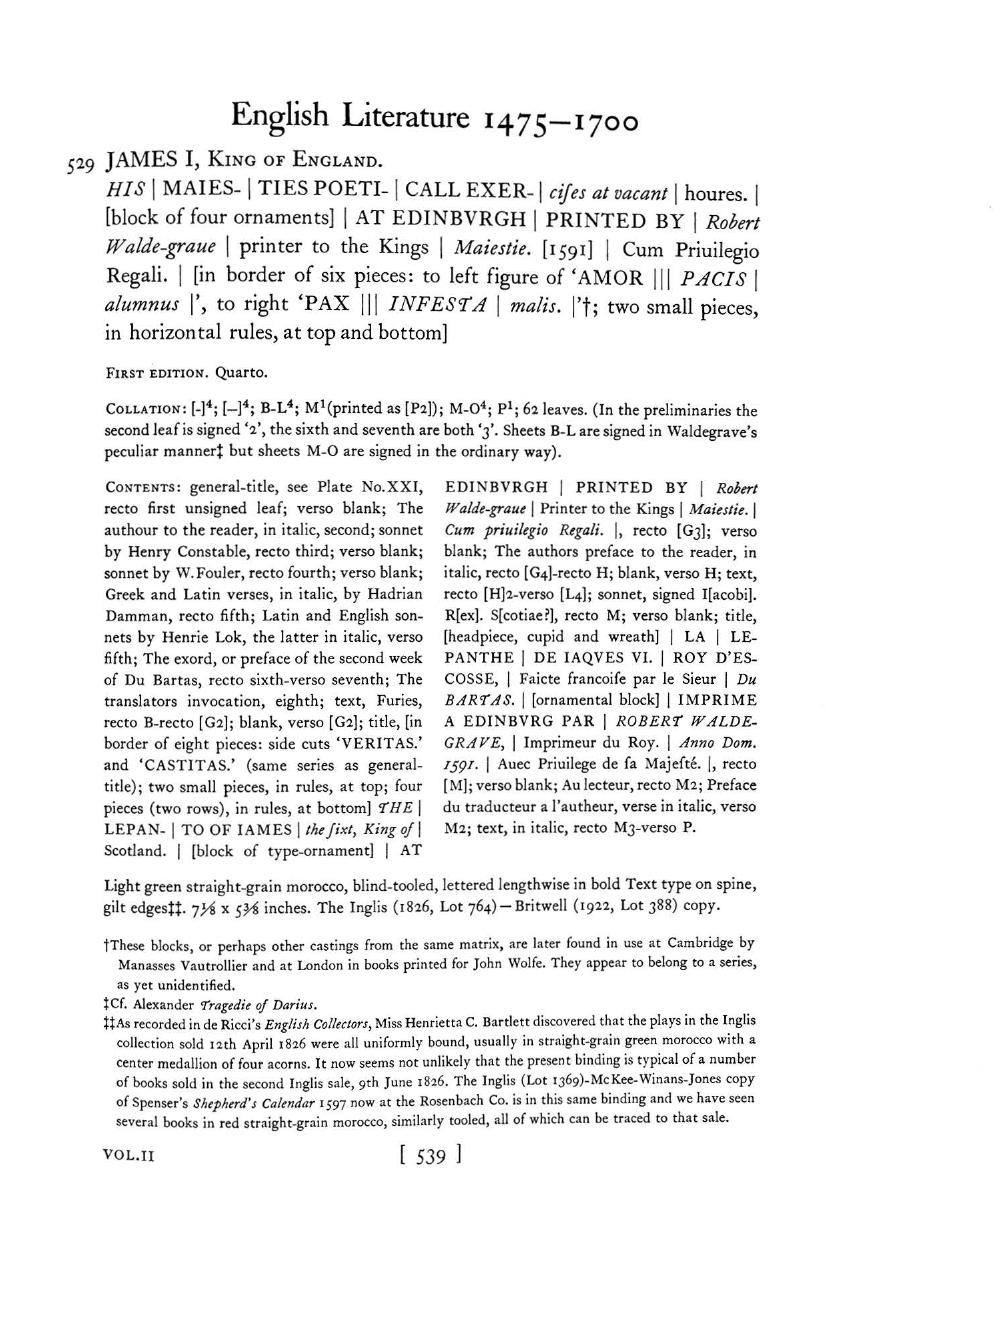 English Literature 1475—1700
529 JAMES I, KING OF ENGLAND.
HIS | MAIES- | TIES POETI- | CALL EXER- | ciſes at vacant | houres. |
[block of four ornaments] | AT EDINBVRGH | PRINTED BY | Robert
Walde-graue | printer to the Kings | Maiestie. [1591] | Cum Priuilegio
Regali. | [in border of six pieces: to left figure of ‘AMOR ||| PACIS |
alumnus |’, to right ‘PAX ||| INFESTA | malis. |’†; two small pieces,
in horizontal rules, at top and bottom]
FIRST EDITION. Quarto.
COLLATION: [-]⁴; [—]⁴; B-L⁴; M¹(printed as [P2]); M-O⁴; P¹; 62 leaves. (In the preliminaries the
second leaf is signed ‘2’, the sixth and seventh are both ‘3’. Sheets B-L are signed in Waldegrave’s
peculiar manner‡ but sheets M-O are signed in the ordinary way).
CONTENTS: general-title, see Plate No.XXI,
recto first unsigned leaf; verso blank; The
authour to the reader, in italic, second; sonnet
by Henry Constable, recto third; verso blank;
sonnet by W.Fouler, recto fourth; verso blank;
Greek and Latin verses, in italic, by Hadrian
Damman, recto fifth; Latin and English son-
nets by Henrie Lok, the latter in italic, verso
fifth; The exord, or preface of the second week
of Du Bartas, recto sixth-verso seventh; The
translators invocation, eighth; text, Furies,
recto B-recto [G2]; blank, verso [G2]; title, [in
border of eight pieces: side cuts ‘VERITAS.’
and ‘CASTITAS.’ (same series as general-
title); two small pieces, in rules, at top; four
pieces (two rows), in rules, at bottom] THE |
LEPAN- | TO OF IAMES | the ſixt, King of |
Scotland. | [block of type-ornament] | AT
EDINBVRGH | PRINTED BY | Robert
Walde-graue | Printer to the Kings | Maiestie. |
Cum priuilegio Regali. |, recto [G3]; verso
blank; The authors preface to the reader, in
italic, recto [G4]-recto H; blank, verso H; text,
recto [H]2-verso [L4]; sonnet, signed I[acobi].
R[ex]. S[cotiae?], recto M; verso blank; title,
[headpiece, cupid and wreath] | LA | LE-
PANTHE | DE IAQVES VI. | ROY D’ES-
COSSE, | Faicte francoiſe par le Sieur | Du
BARTAS. | [ornamental block] | IMPRIME
A EDINBVRG PAR | ROBERT WALDE-
GRAVE, | Imprimeur du Roy. | Anno Dom.
1591. | Auec Priuilege de ſa Majeſté. |, recto
[M]; verso blank; Au lecteur, recto M2; Preface
du traducteur a l’autheur, verse in italic, verso
M2; text, in italic, recto M3-verso P.
Light green straight-grain morocco, blind-tooled, lettered lengthwise in bold Text type on spine,
gilt edges‡‡. 7⅛ x 5⅜ inches. The Inglis (1826, Lot 764)—Britwell (1922, Lot 388) copy.
†These blocks, or perhaps other castings from the same matrix, are later found in use at Cambridge by
Manasses Vautrollier and at London in books printed for John Wolfe. They appear to belong to a series,
as yet unidentified.
‡Cf. Alexander Tragedie of Darius.
‡‡As recorded in de Ricci’s English Collectors, Miss Henrietta C. Bartlett discovered that the plays in the Inglis
collection sold 12th April 1826 were all uniformly bound, usually in straight-grain green morocco with a
center medallion of four acorns. It now seems not unlikely that the present binding is typical of a number
of books sold in the second Inglis sale, 9th June 1826. The Inglis (Lot 1369)-McKee-Winans-Jones copy
of Spenser’s Shepherd’s Calendar 1597 now at the Rosenbach Co. is in this same binding and we have seen
several books in red straight-grain morocco, similarly tooled, all of which can be traced to that sale.
VOL.II
[ 539 ]